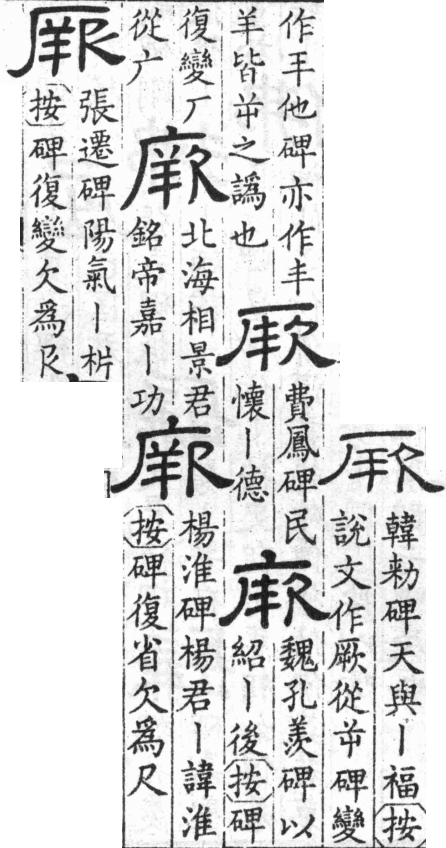 厥
韓勑碑天與丨福按
說文作厥從屰碑變
作他碑亦作丰
羊皆屰之譌也
厥
費鳳碑民
懷丨德
厥
魏孔羨碑以
紹丨後按碑
復變厂
從广
厥
北海相景君
銘帝嘉丨功
厥
楊淮碑楊君丨諱淮
按碑復省欠爲尺
厥
張遷碑陽氣丨㭊
按碑復變欠爲